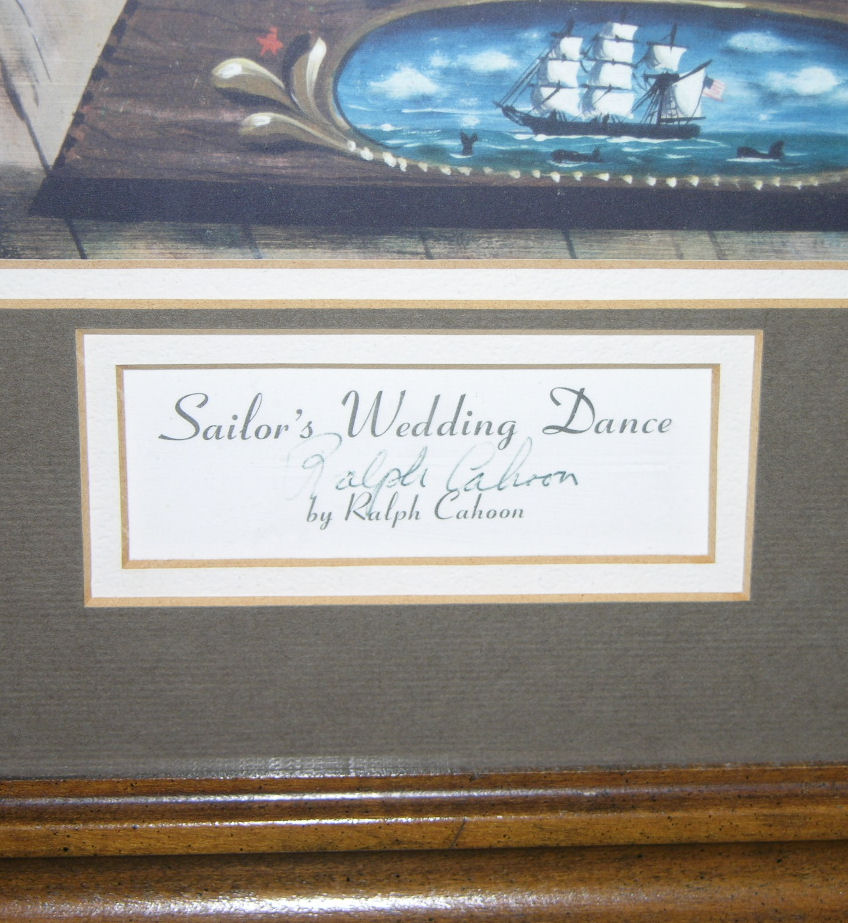 Sailor's Wedding Dance
Ralph Cahoon
by Ralph Cahoon